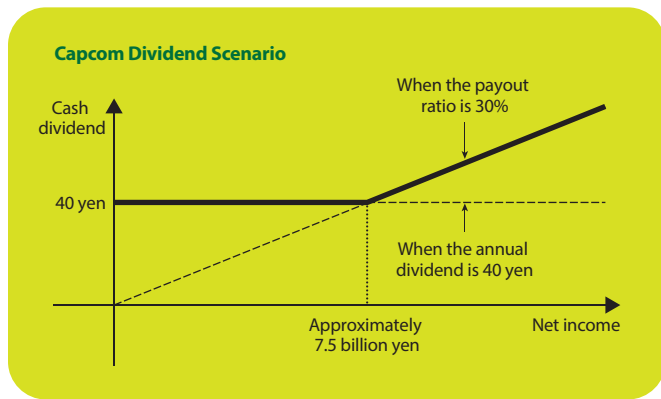 Capcom Dividend Scenario
Cash
dividend
When the payout
ratio is 30%
40 yen
When the annual
dividend is 40 yen
Approximately
7.5 billion yen
Net income